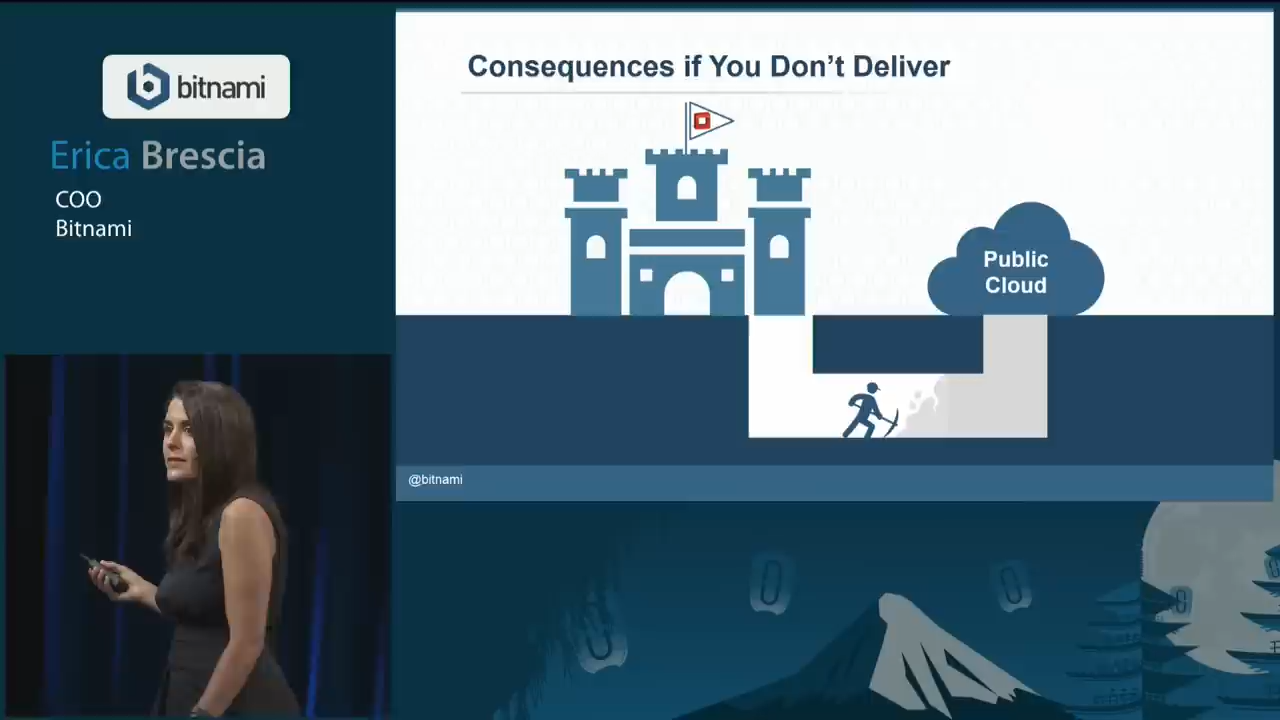 bitnami
Erica Brescia
COO
Bitnami
Consequences if You Don't Deliver
Public
Cloud
@bitnami